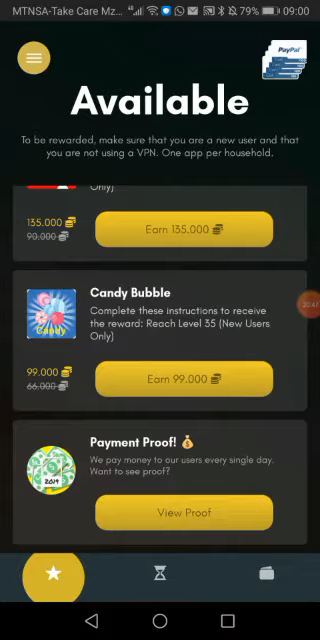 MTNSA-Take Care Mz... 79% 09:00
PayPal
Available
To be rewarded, make sure that you are a new user and that
you are not using a VPN. One app per household.
Only)
135.000
90.000
Earn 135.000
Candy Bubble
Complete these instructions to receive
the reward: Reach Level 35 (New Users
Only)
Candy
99.000
66.000
Earn 99.000
Payment Proof! 💰
We pay money to our users every single day.
Want to see proof?
2019
View Proof